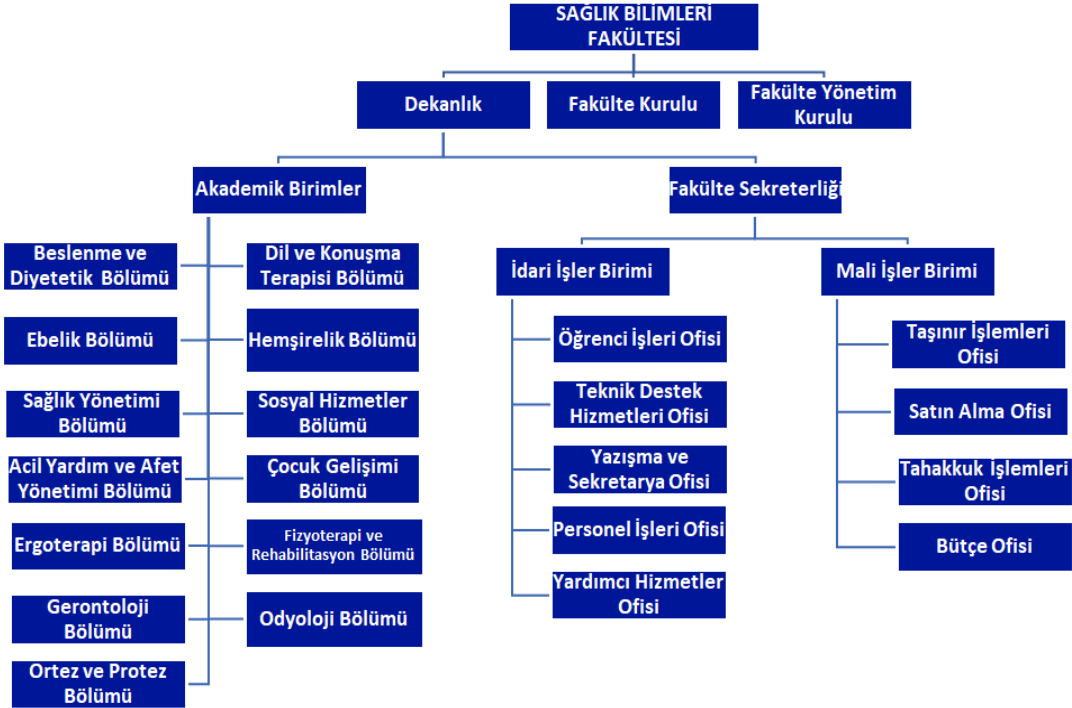 SAĞLIK BİLİMLERİ
FAKÜLTESİ
Dekanlık
Fakülte Kurulu
Fakülte Yönetim
Kurulu
Akademik Birimler
Fakülte Sekreterliği
Beslenme ve
Diyetetik Bölümü
Dil ve Konuşma
Terapisi Bölümü
Ebelik Bölümü
Hemşirelik Bölümü
Sağlık Yönetimi
Bölümü
Sosyal Hizmetler
Bölümü
Acil Yardım ve Afet
Yönetimi Bölümü
Çocuk Gelişimi
Bölümü
Ergoterapi Bölümü
Fizyoterapi ve
Rehabilitasyon Bölümü
Gerontoloji
Bölümü
Odyoloji Bölümü
Ortez ve Protez
Bölümü
İdari İşler Birimi
Öğrenci İşleri Ofisi
Teknik Destek
Hizmetleri Ofisi
Yazışma ve
Sekretarya Ofisi
Personel İşleri Ofisi
Yardımcı Hizmetler
Ofisi
Mali İşler Birimi
Taşınır İşlemleri
Ofisi
Satın Alma Ofisi
Tahakkuk İşlemleri
Ofisi
Bütçe Ofisi